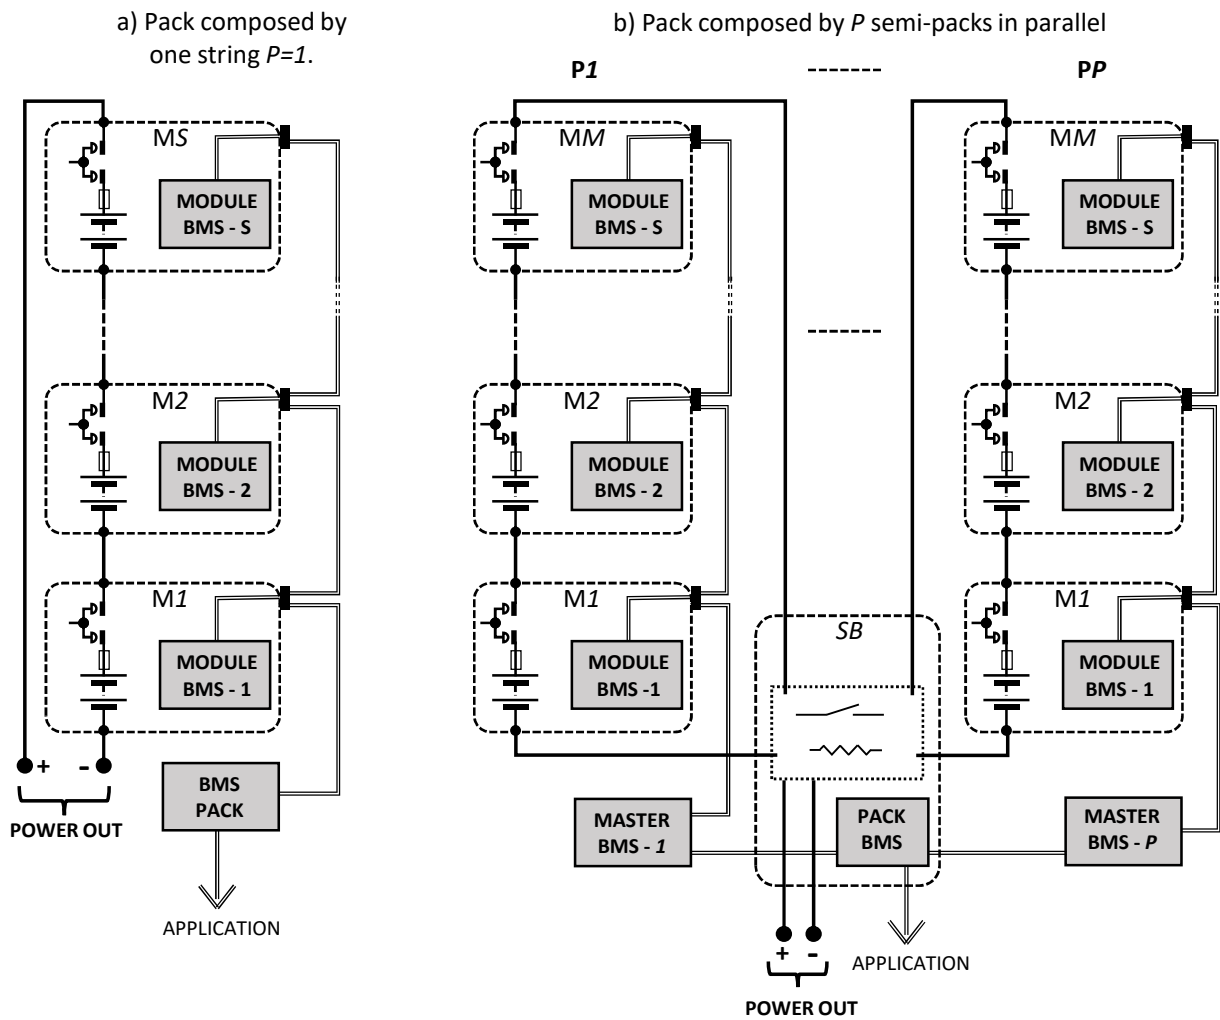 a) Pack composed by
one string P=1.
MS
MODULE
BMS - S
M2
MODULE
BMS - 2
M1
MODULE
BMS - 1
+ -
POWER OUT
BMS
PACK
APPLICATION
b) Pack composed by P semi-packs in parallel
P1
PP
MM
MODULE
BMS - S
M2
MODULE
BMS - 2
M1
MODULE
BMS -1
MM
MODULE
BMS - S
M2
MODULE
BMS - 2
M1
MODULE
BMS - 1
SB
MASTER
BMS - 1
PACK
BMS
MASTER
BMS - P
+ -
POWER OUT
APPLICATION